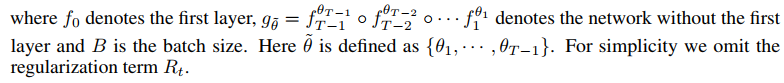 where f₀ denotes the first layer, g_θ̃ = f_{T−1}^{θ_{T−1}} ∘ f_{T−2}^{θ_{T−2}} ∘ ⋯ f_1^{θ_1} denotes the network without the first
layer and B is the batch size. Here θ̃ is defined as {θ₁, ⋯ , θ_{T−1}}. For simplicity we omit the
regularization term R_t.